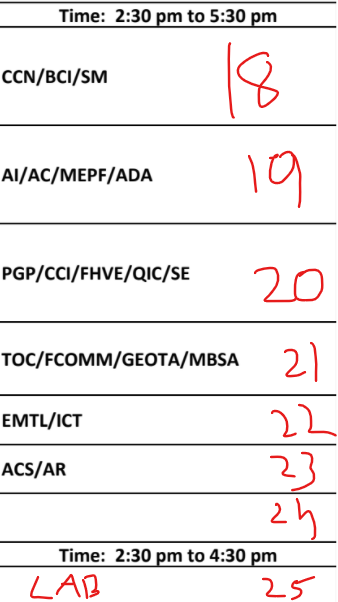 Time: 2:30 pm to 5:30 pm
CCN/BCI/SM 18
AI/AC/MEPF/ADA 19
PGP/CCI/FHVE/QIC/SE 20
TOC/FCOMM/GEOTA/MBSA 21
EMTL/ICT 22
ACS/AR 23
24
Time: 2:30 pm to 4:30 pm
LAB 25